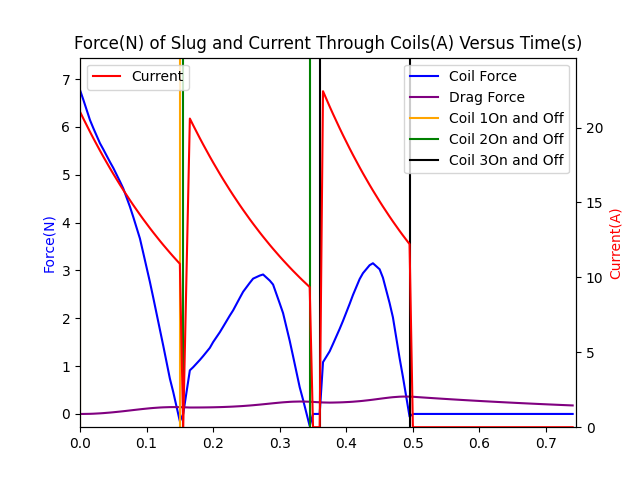 Force(N) of Slug and Current Through Coils(A) Versus Time(s)
Current
Coil Force
Drag Force
Coil 1On and Off
Coil 2On and Off
Coil 3On and Off
Force(N)
7
6
5
4
3
2
1
0
Current(A)
20
15
10
5
0
0.0 0.1 0.2 0.3 0.4 0.5 0.6 0.7